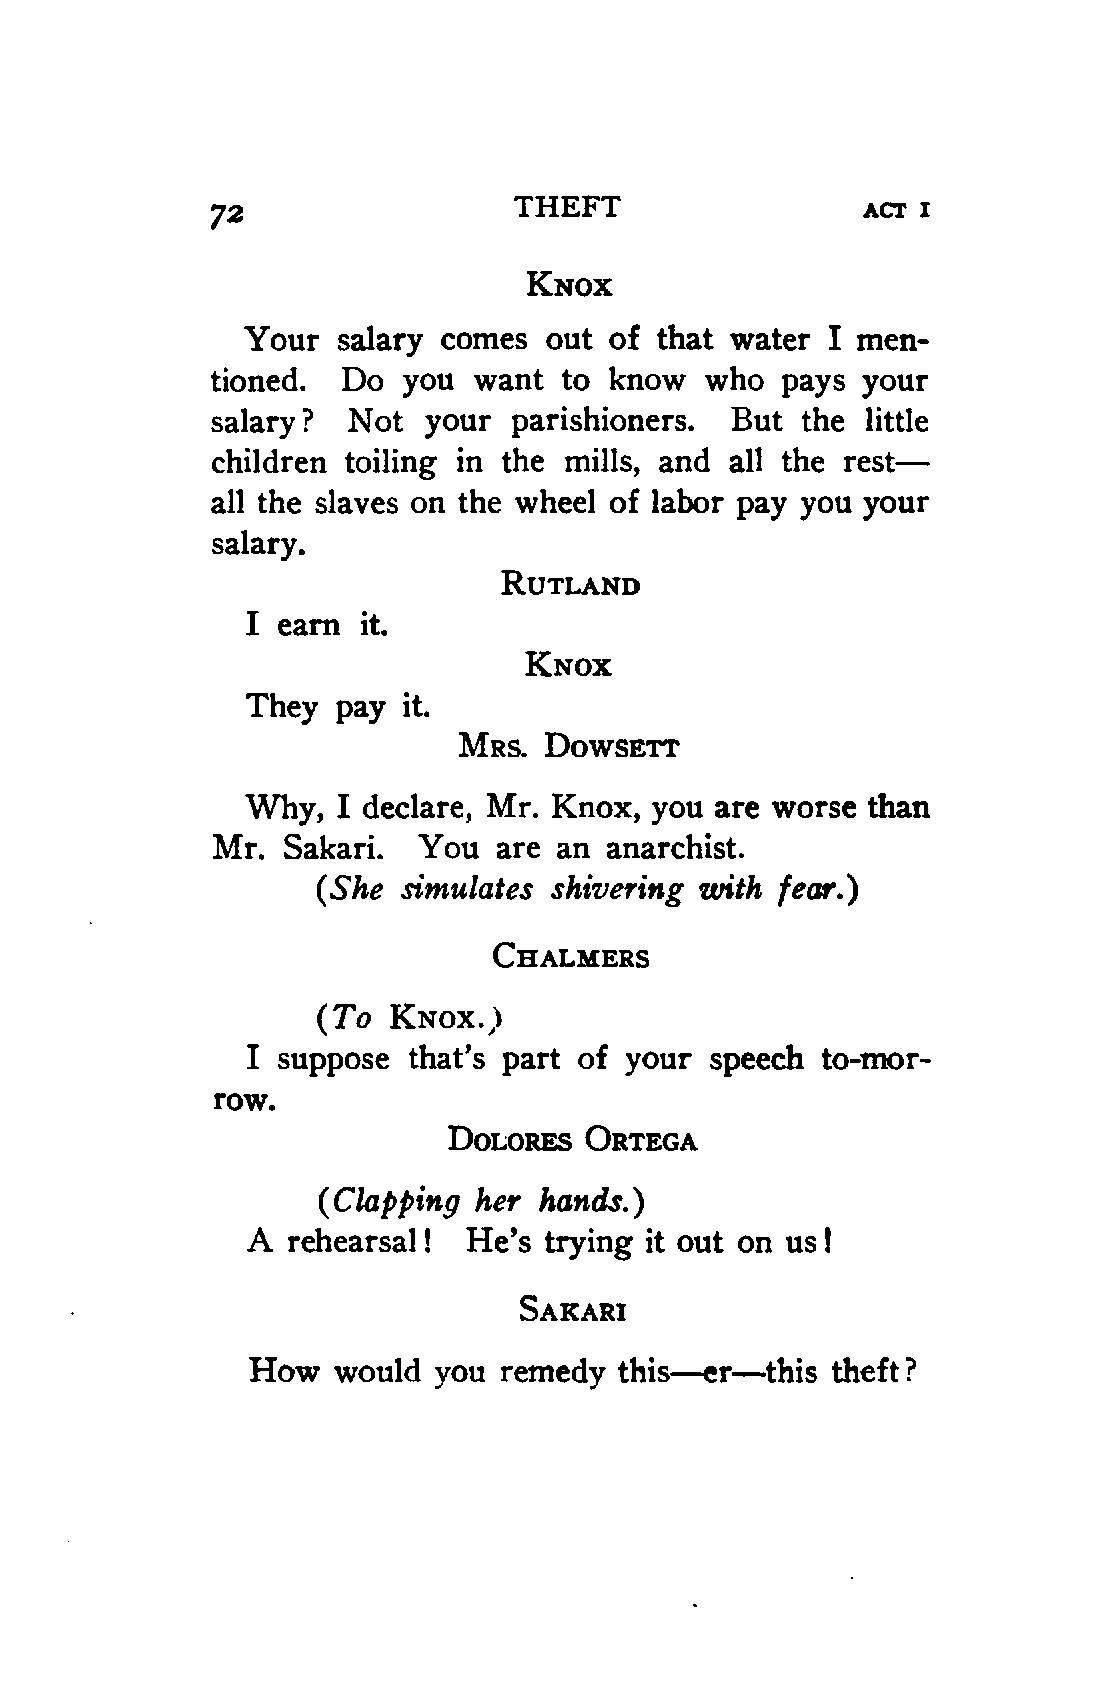 72 THEFT ACT I
KNOX
Your salary comes out of that water I men-
tioned. Do you want to know who pays your
salary? Not your parishioners. But the little
children toiling in the mills, and all the rest—
all the slaves on the wheel of labor pay you your
salary.
RUTLAND
I earn it.
KNOX
They pay it.
MRS. DOWSETT
Why, I declare, Mr. Knox, you are worse than
Mr. Sakari. You are an anarchist.
(She simulates shivering with fear.)
CHALMERS
(To KNOX.)
I suppose that's part of your speech to-mor-
row.
DOLORES ORTEGA
(Clapping her hands.)
A rehearsal! He's trying it out on us!
SAKARI
How would you remedy this—er—this theft?